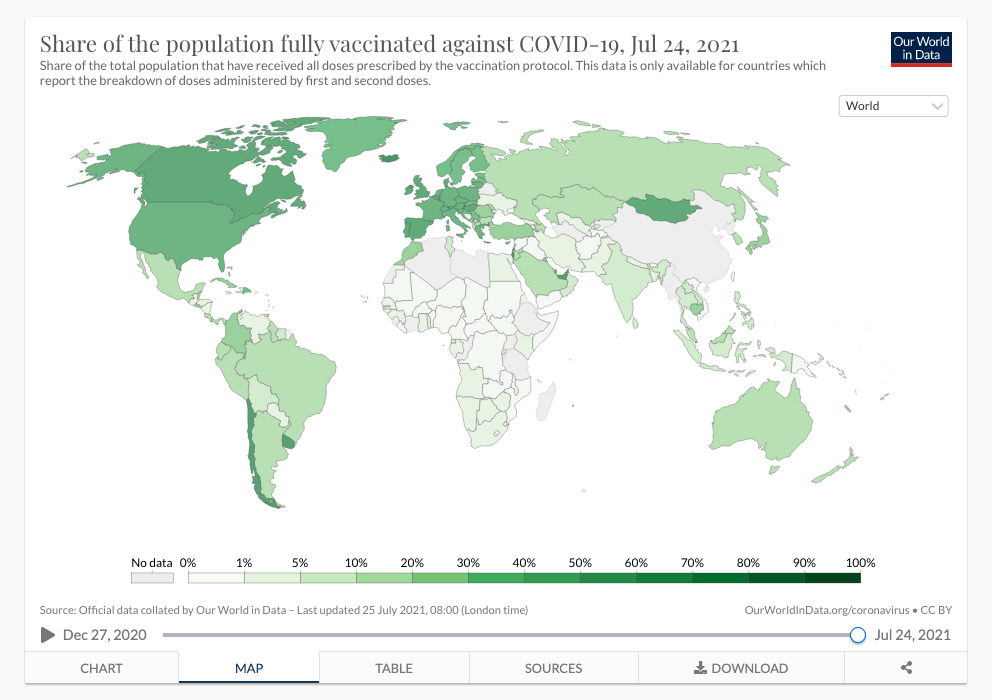 Share of the population fully vaccinated against COVID-19, Jul 24, 2021
Our World
in Data
Share of the total population that have received all doses prescribed by the vaccination protocol. This data is only available for countries which
report the breakdown of doses administered by first and second doses.
World
No data 0% 1% 5% 10% 20% 30% 40% 50% 60% 70% 80% 90% 100%
Source: Official data collated by Our World in Data – Last updated 25 July 2021, 08:00 (London time)
OurWorldInData.org/coronavirus • CC BY
Dec 27, 2020
Jul 24, 2021
CHART MAP TABLE SOURCES DOWNLOAD